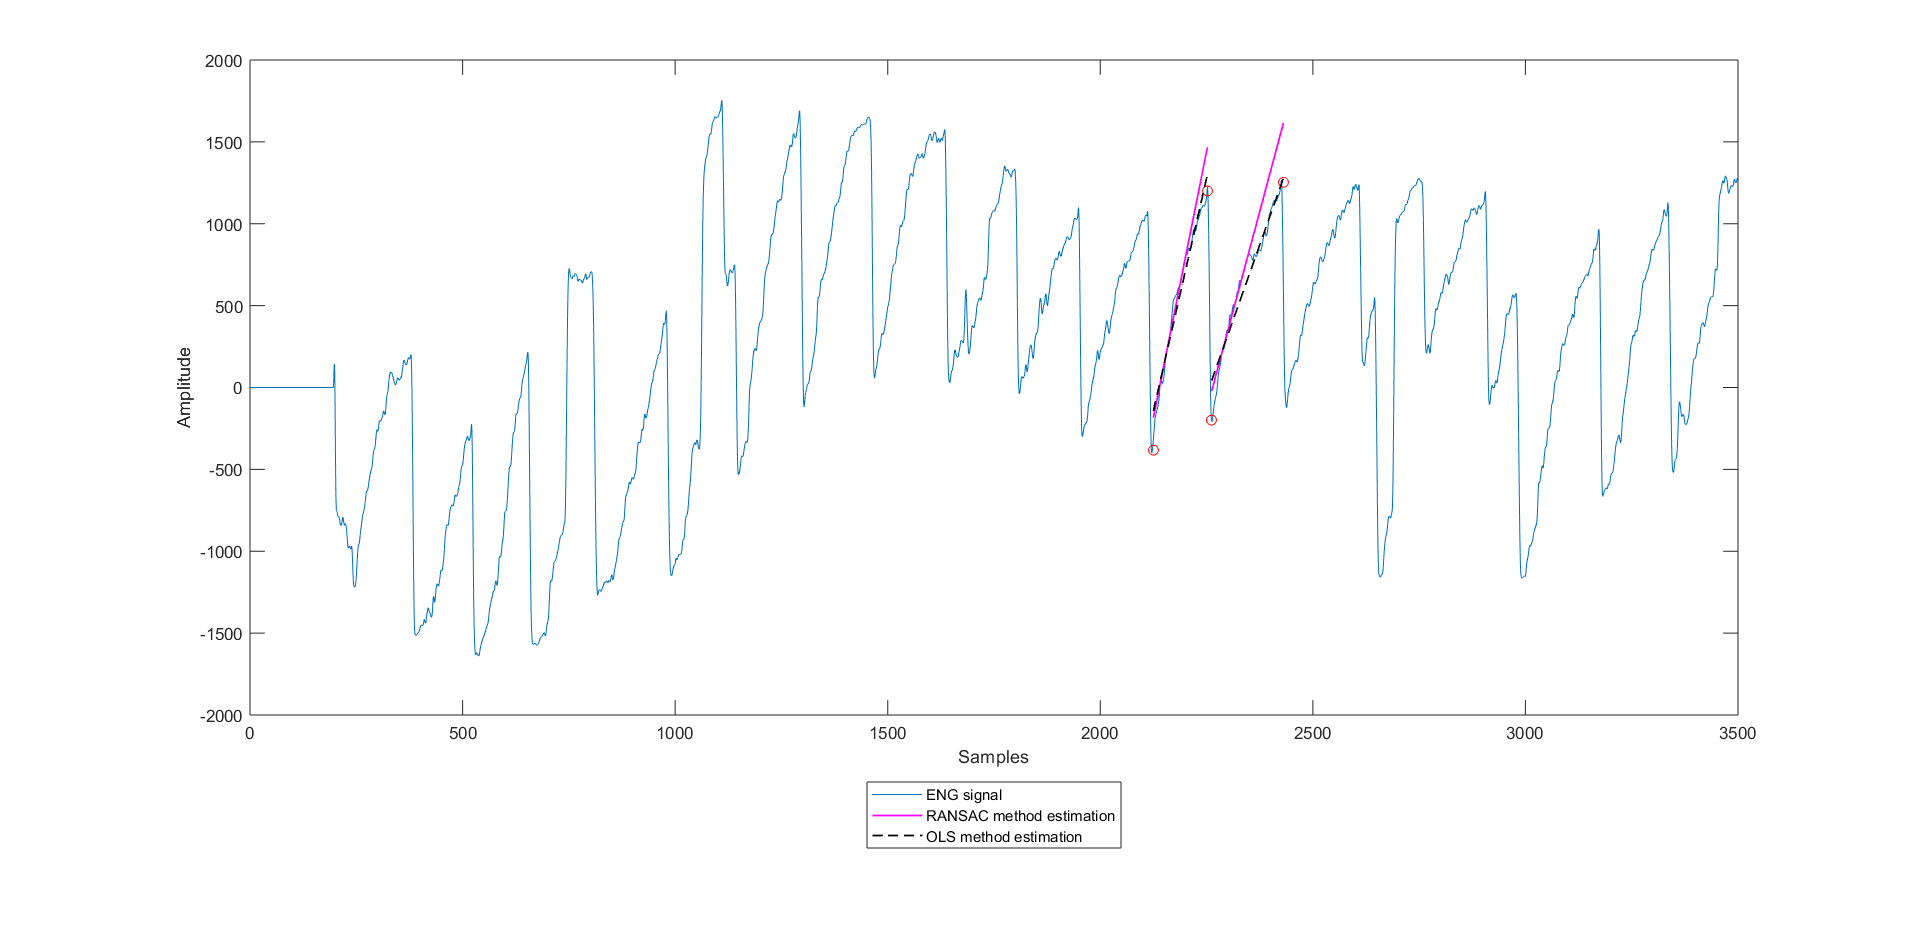 2000
1500
1000
500
0
-500
-1000
-1500
-2000
Amplitude
0 500 1000 1500 2000 2500 3000 3500
Samples
ENG signal
RANSAC method estimation
OLS method estimation